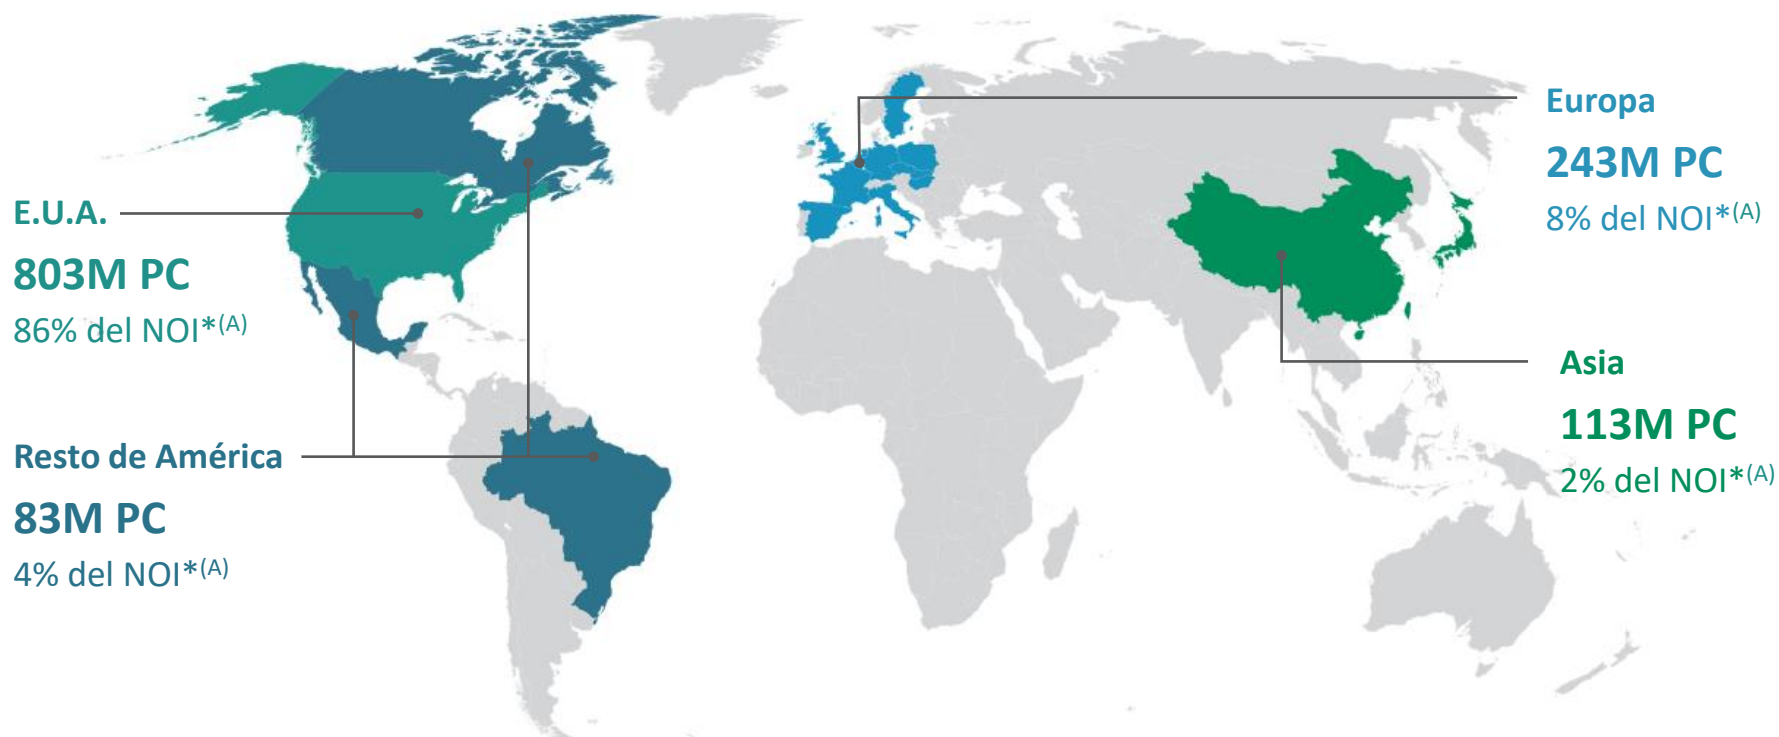 E.U.A.
803M PC
86% del NOI*(A)
Resto de América
83M PC
4% del NOI*(A)
Europa
243M PC
8% del NOI*(A)
Asia
113M PC
2% del NOI*(A)